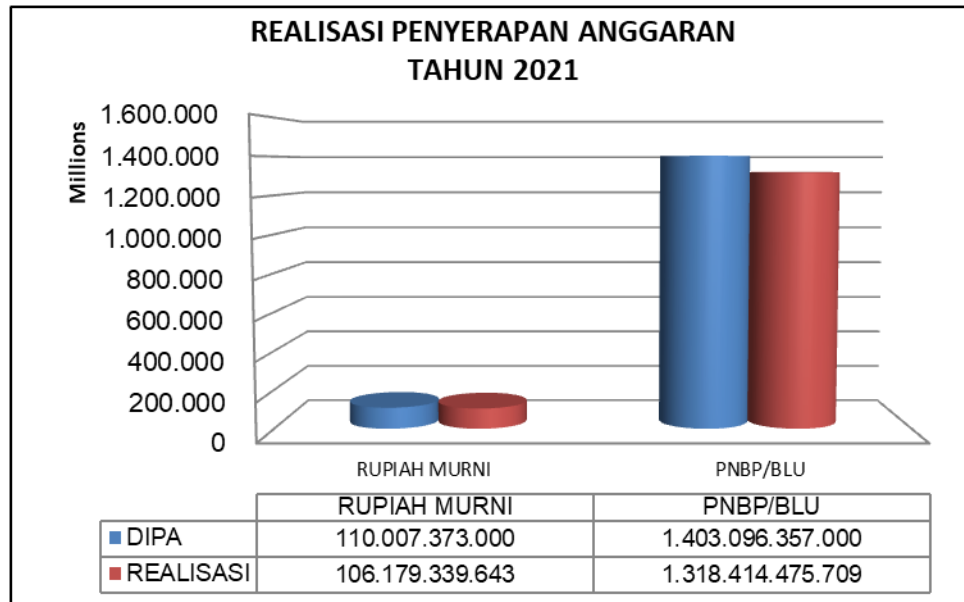 REALISASI PENYERAPAN ANGGARAN
TAHUN 2021
Millions
1.600.000
1.400.000
1.200.000
1.000.000
800.000
600.000
400.000
200.000
0
RUPIAH MURNI PNBP/BLU
RUPIAH MURNI PNBP/BLU
DIPA 110.007.373.000 1.403.096.357.000
REALISASI 106.179.339.643 1.318.414.475.709